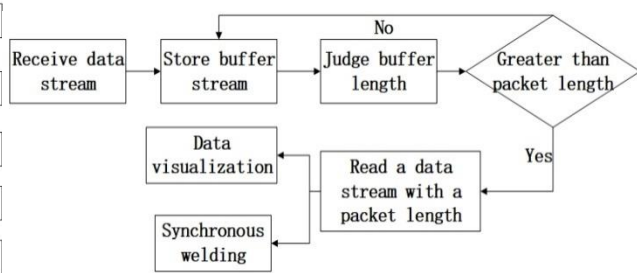 No
Receive data
stream
Store buffer
stream
Judge buffer
length
Greater than
packet length
Yes
Data
visualization
Read a data
stream with a
packet length
Synchronous
welding